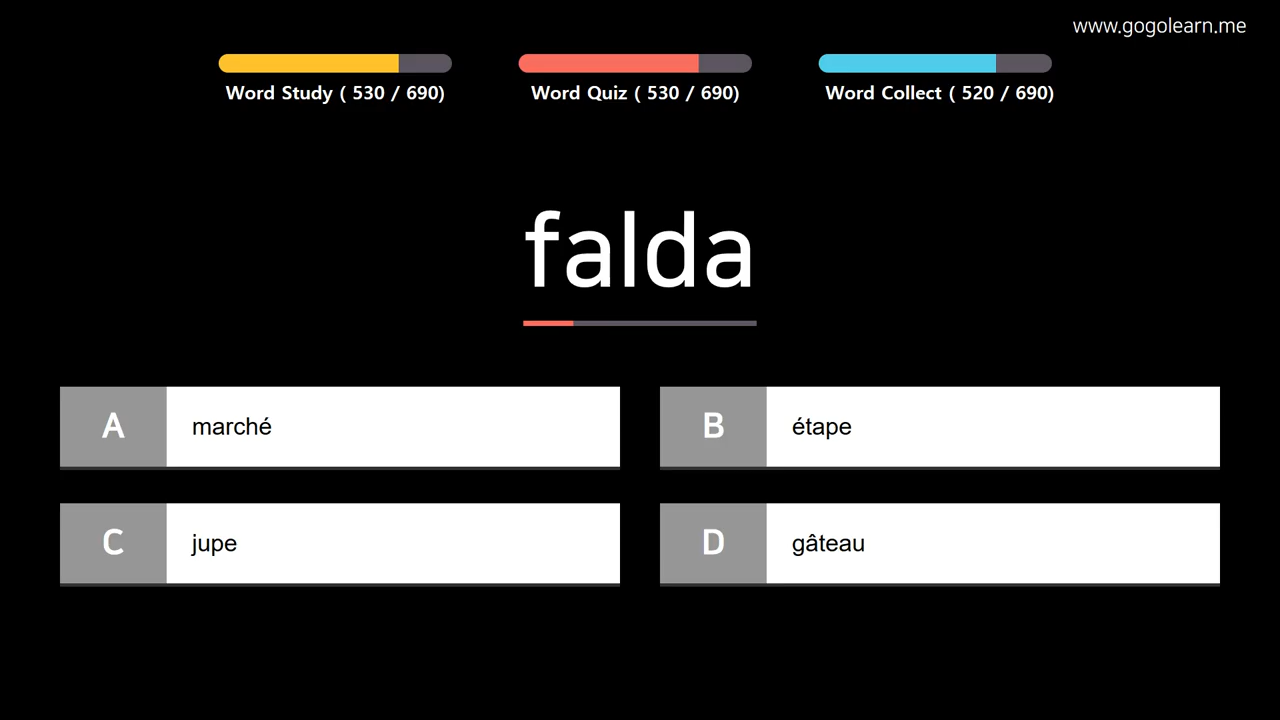 www.gogolearn.me
Word Study ( 530 / 690)
Word Quiz ( 530 / 690)
Word Collect ( 520 / 690)
falda
A
marché
B
étape
C
jupe
D
gâteau